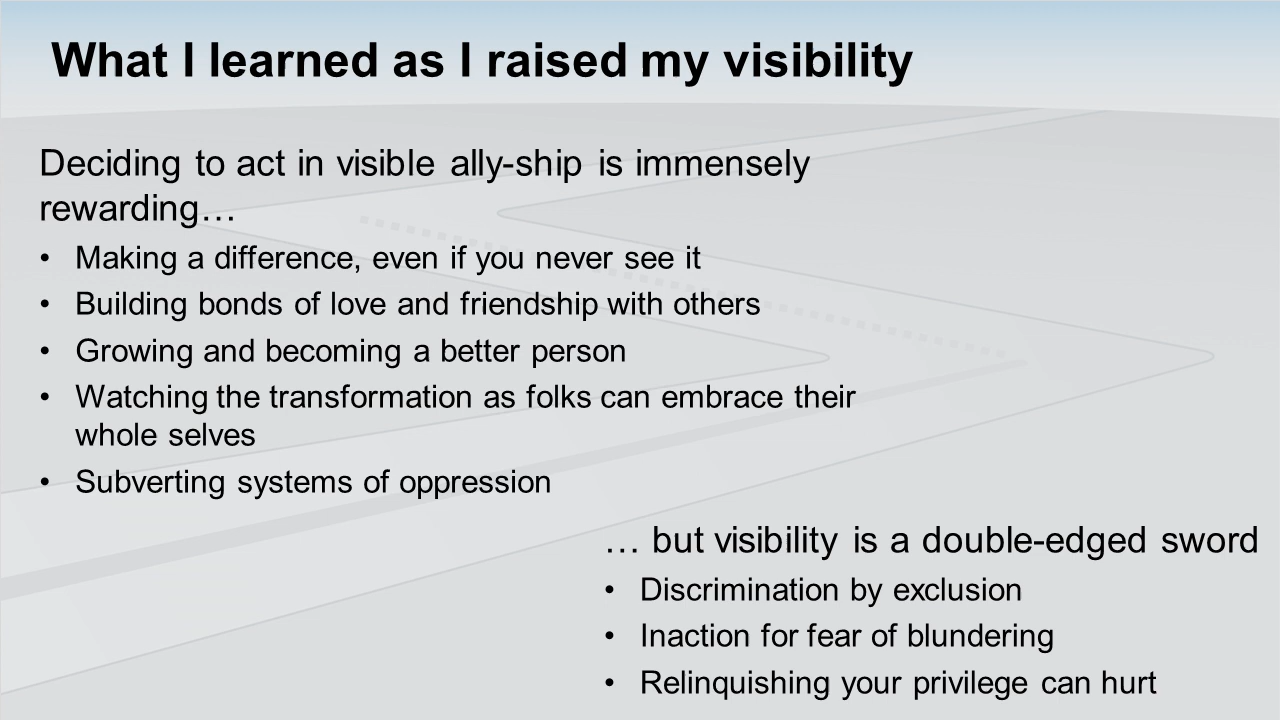 What I learned as I raised my visibility
Deciding to act in visible ally-ship is immensely
rewarding…
• Making a difference, even if you never see it
• Building bonds of love and friendship with others
• Growing and becoming a better person
• Watching the transformation as folks can embrace their
whole selves
• Subverting systems of oppression
… but visibility is a double-edged sword
• Discrimination by exclusion
• Inaction for fear of blundering
• Relinquishing your privilege can hurt